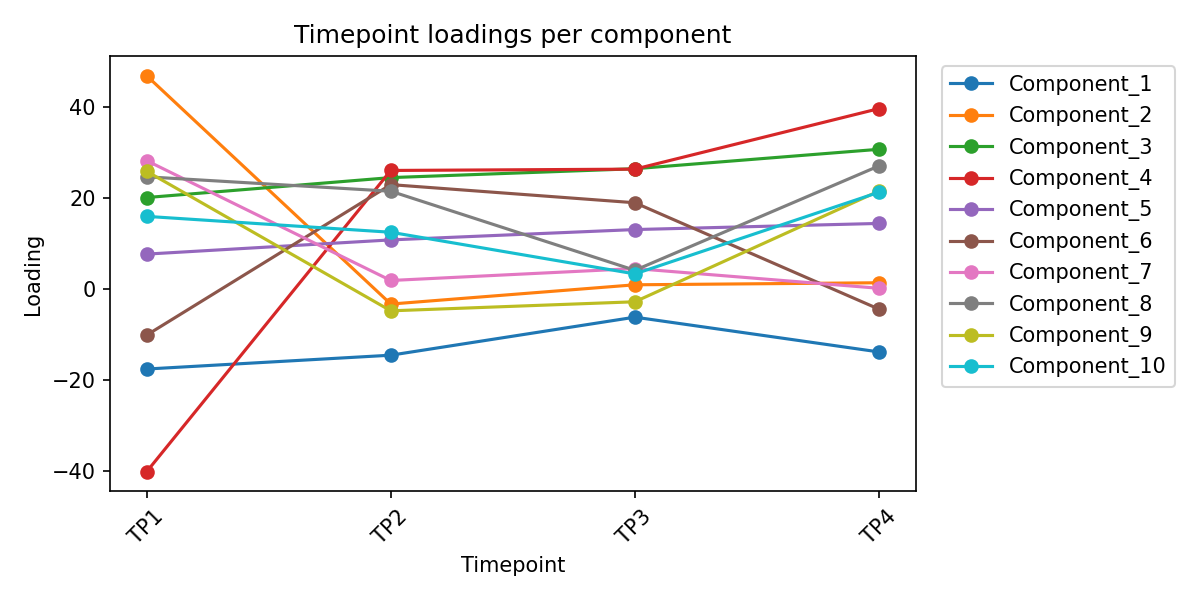 Timepoint loadings per component
Loading
40
20
0
−20
−40
TP1
TP2
TP3
TP4
Timepoint
Component_1
Component_2
Component_3
Component_4
Component_5
Component_6
Component_7
Component_8
Component_9
Component_10